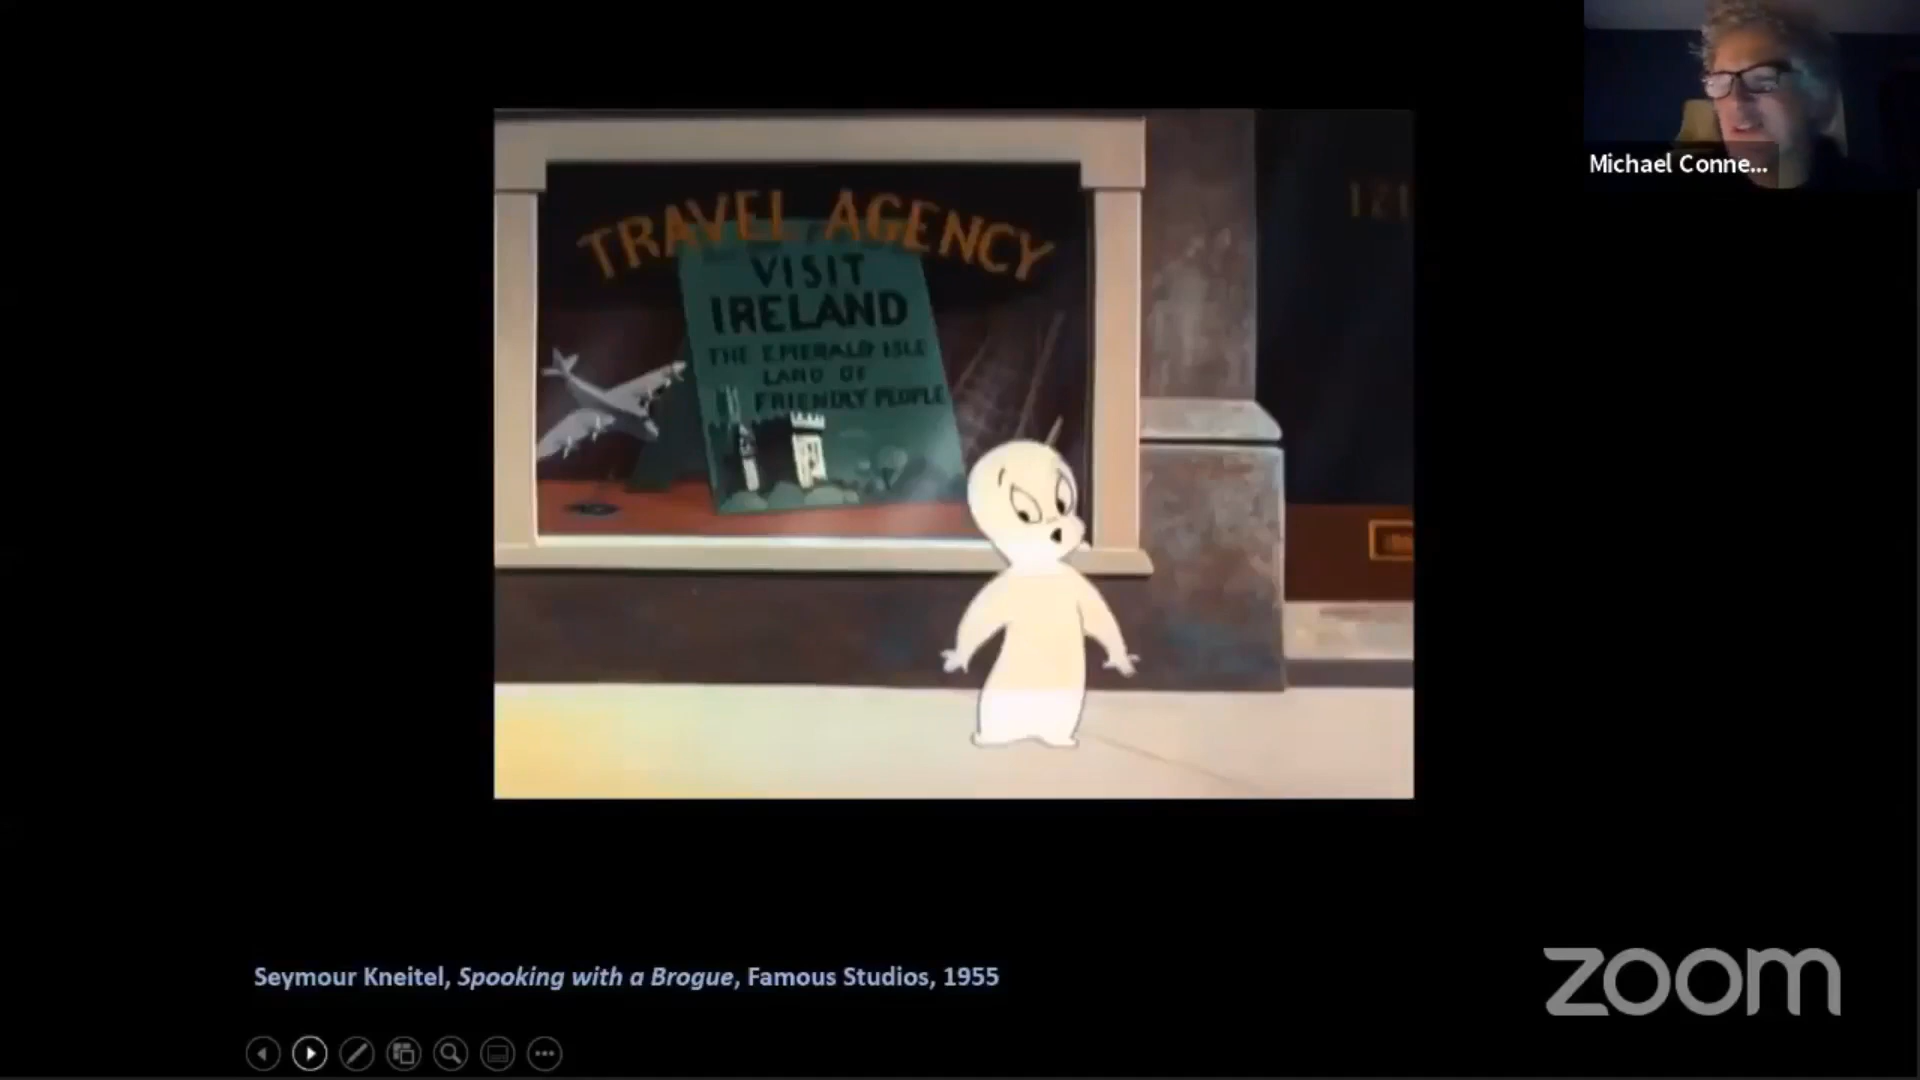 Michael Conne...
TRAVEL AGENCY
VISIT
IRELAND
THE EMERALD ISLE
LAND OF
FRIENDLY PEOPLE
121
Seymour Kneitel, Spooking with a Brogue, Famous Studios, 1955
zoom